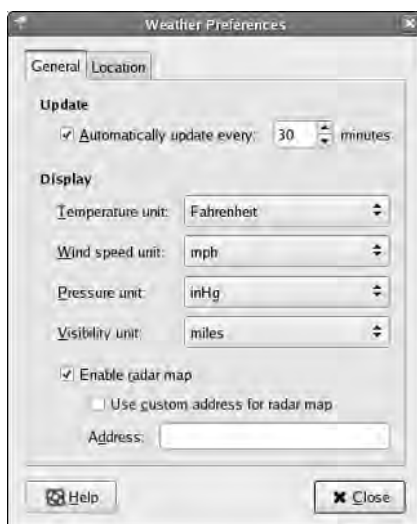 Weather Preferences
General Location
Update
Automatically update every: 30 minutes
Display
Temperature unit: Fahrenheit
Wind speed unit: mph
Pressure unit: inHg
Visibility unit: miles
Enable radar map
Use custom address for radar map
Address:
Help Close